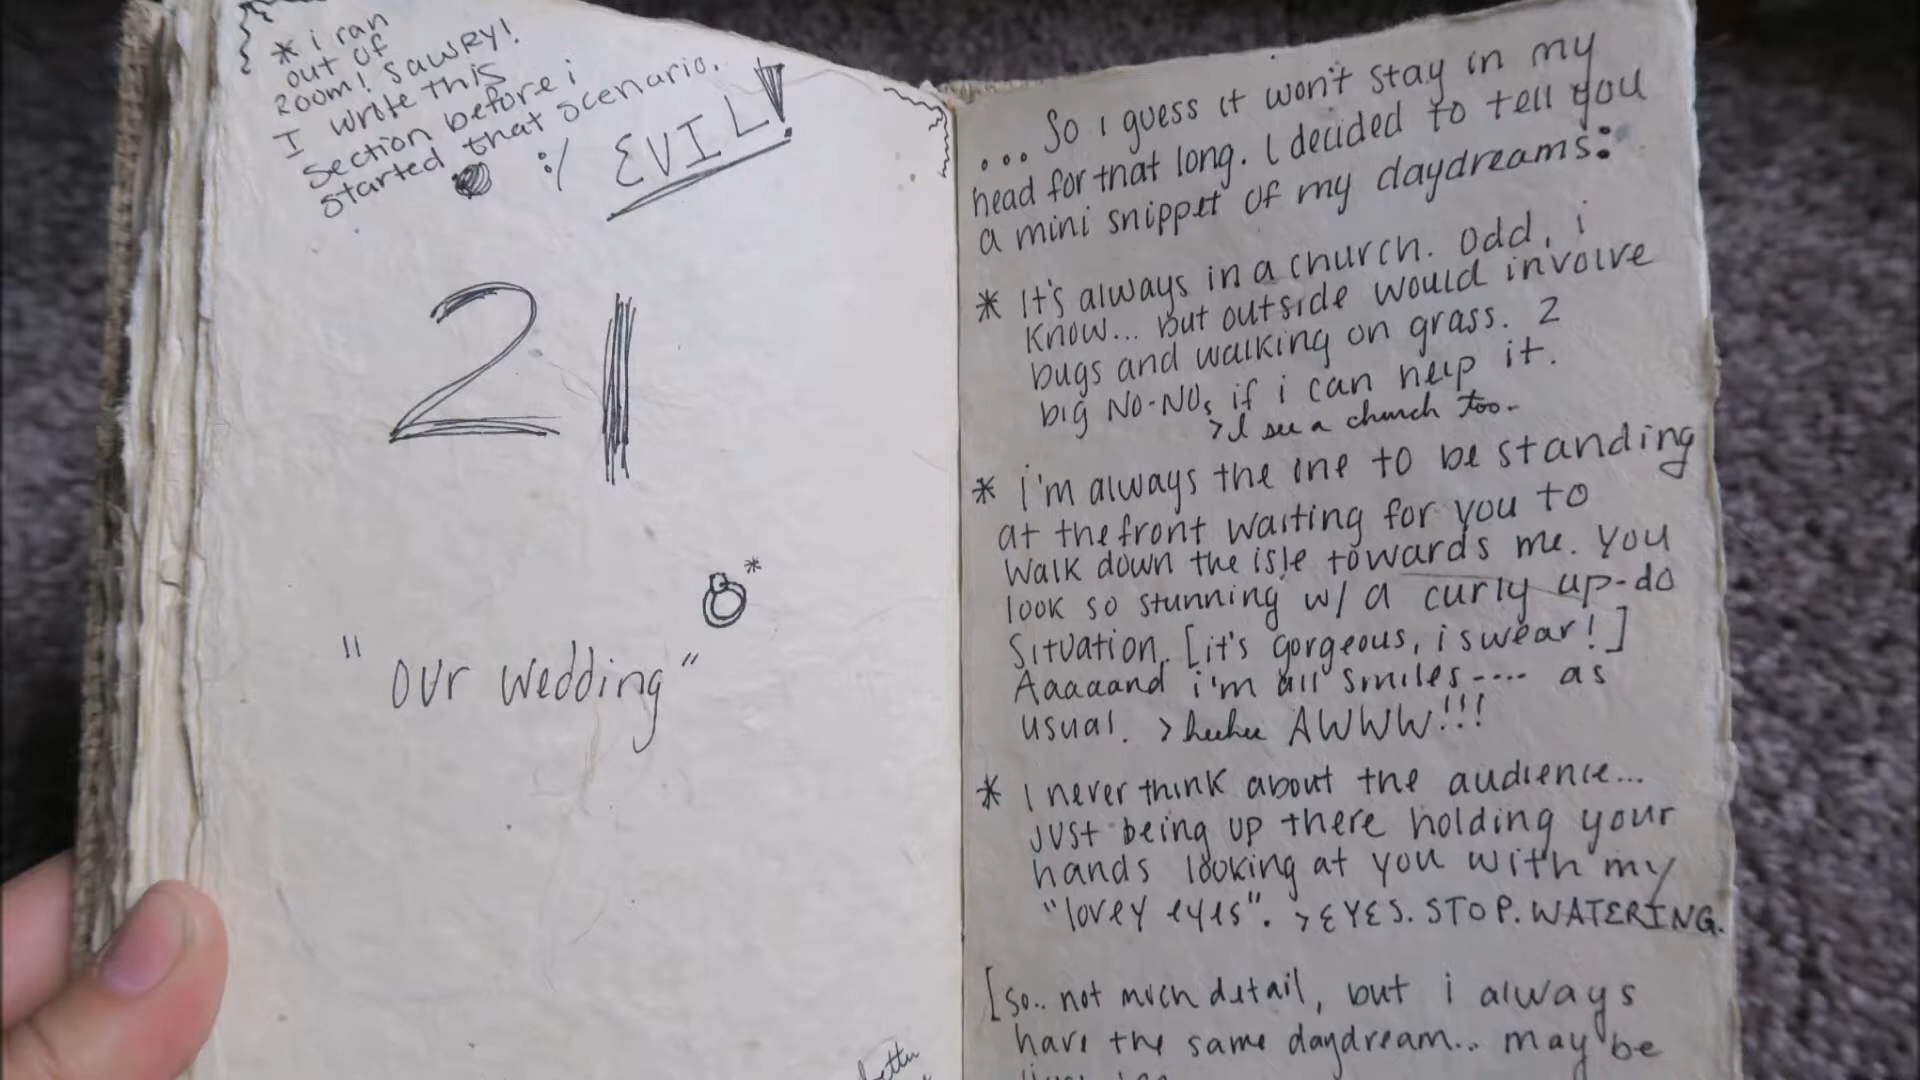 * i ran
out of
room! SAWRY!
I write this
section before i
started that scenario.
:/ EVIL!
21
"our wedding" *
... So i guess it won't stay in my
head for that long. I decided to tell you
a mini snippet of my daydreams:
* It's always in a church. Odd, i
know... but outside would involve
bugs and walking on grass. 2
big NO-NOs if i can help it.
> I see a church too.
* i'm always the one to be standing
at the front waiting for you to
walk down the isle towards me. You
look so stunning w/ a curly up-do
situation. [it's gorgeous, i swear!]
Aaaaand i'm all smiles---- as
usual. > heehee AWWW!!!
* I never think about the audience...
just being up there holding your
hands looking at you with my
"lovey eyes". > EYES. STOP. WATERING.
[so.. not much detail, but i always
have the same daydream... may be